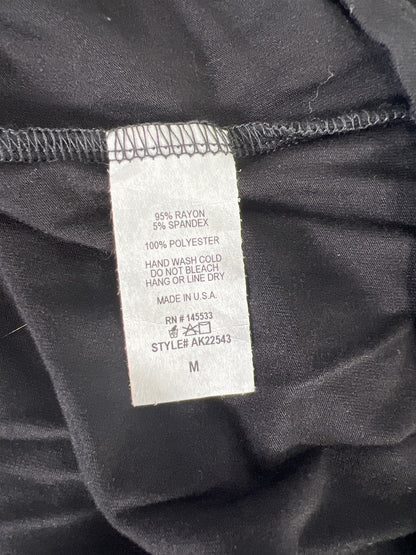 95% RAYON
5% SPANDEX
100% POLYESTER
HAND WASH COLD
DO NOT BLEACH
HANG OR LINE DRY
MADE IN U.S.A.
RN # 145533
STYLE# AK22543
M